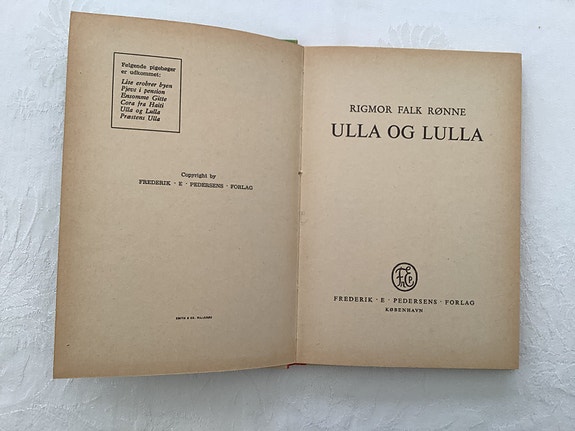 Følgende pigebøger
er udkommet:
Lise erobrer byen
Pjevs i pension
Ensomme Gitte
Cora fra Haiti
Ulla og Lulla
Præstens Ulla
Copyright by
FREDERIK · E · PEDERSENS · FORLAG
RIGMOR FALK RØNNE
ULLA OG LULLA
FREDERIK · E · PEDERSENS · FORLAG
KØBENHAVN